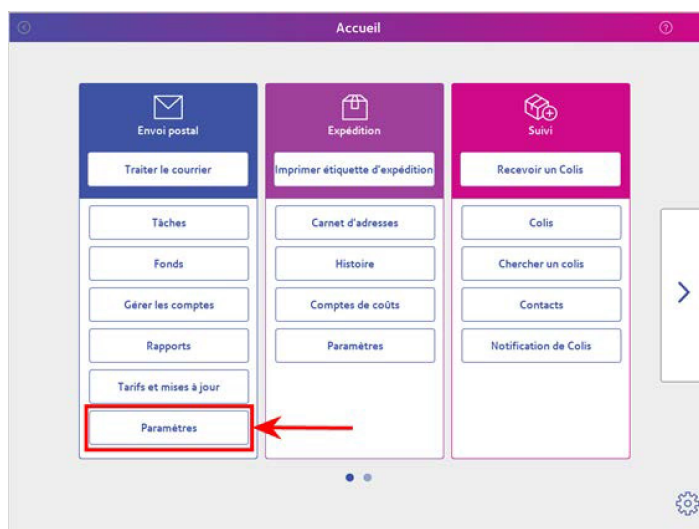 Accueil
Envoi postal
Traiter le courrier
Tâches
Fonds
Gérer les comptes
Rapports
Tarifs et mises à jour
Paramètres
Expédition
Imprimer étiquette d'expédition
Carnet d'adresses
Histoire
Comptes de coûts
Paramètres
Suivi
Recevoir un Colis
Colis
Chercher un colis
Contacts
Notification de Colis